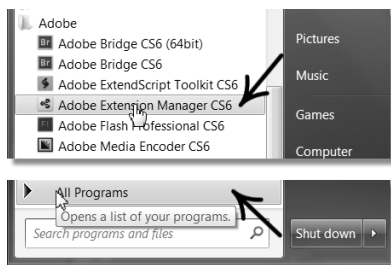 Adobe
Br Adobe Bridge CS6 (64bit)
Br Adobe Bridge CS6
Adobe ExtendScript Toolkit CS6
Adobe Extension Manager CS6
Fl Adobe Flash Professional CS6
Adobe Media Encoder CS6
Pictures
Music
Games
Computer
All Programs
Opens a list of your programs.
Search programs and files
Shut down